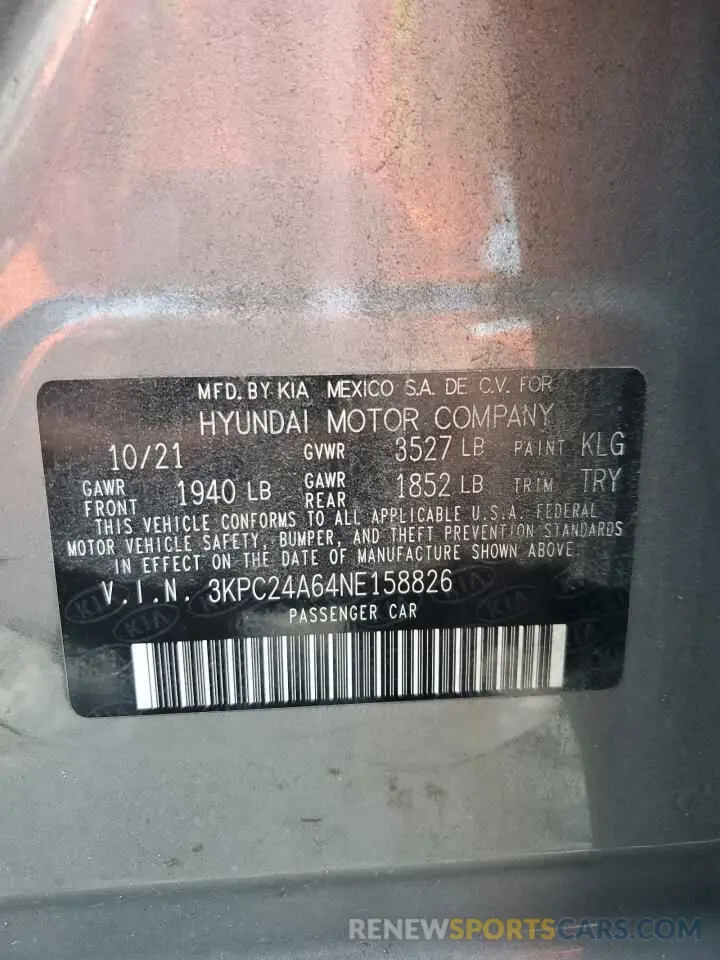 MFD. BY KIA MEXICO S.A. DE C.V. FOR
HYUNDAI MOTOR COMPANY
10/21 GVWR 3527 LB PAINT KLG
GAWR FRONT 1940 LB GAWR REAR 1852 LB TRIM TRY
THIS VEHICLE CONFORMS TO ALL APPLICABLE U.S.A. FEDERAL
MOTOR VEHICLE SAFETY, BUMPER, AND THEFT PREVENTION STANDARDS
IN EFFECT ON THE DATE OF MANUFACTURE SHOWN ABOVE.
V.I.N. 3KPC24A64NE158826
PASSENGER CAR
RENEWSPORTSCARS.COM